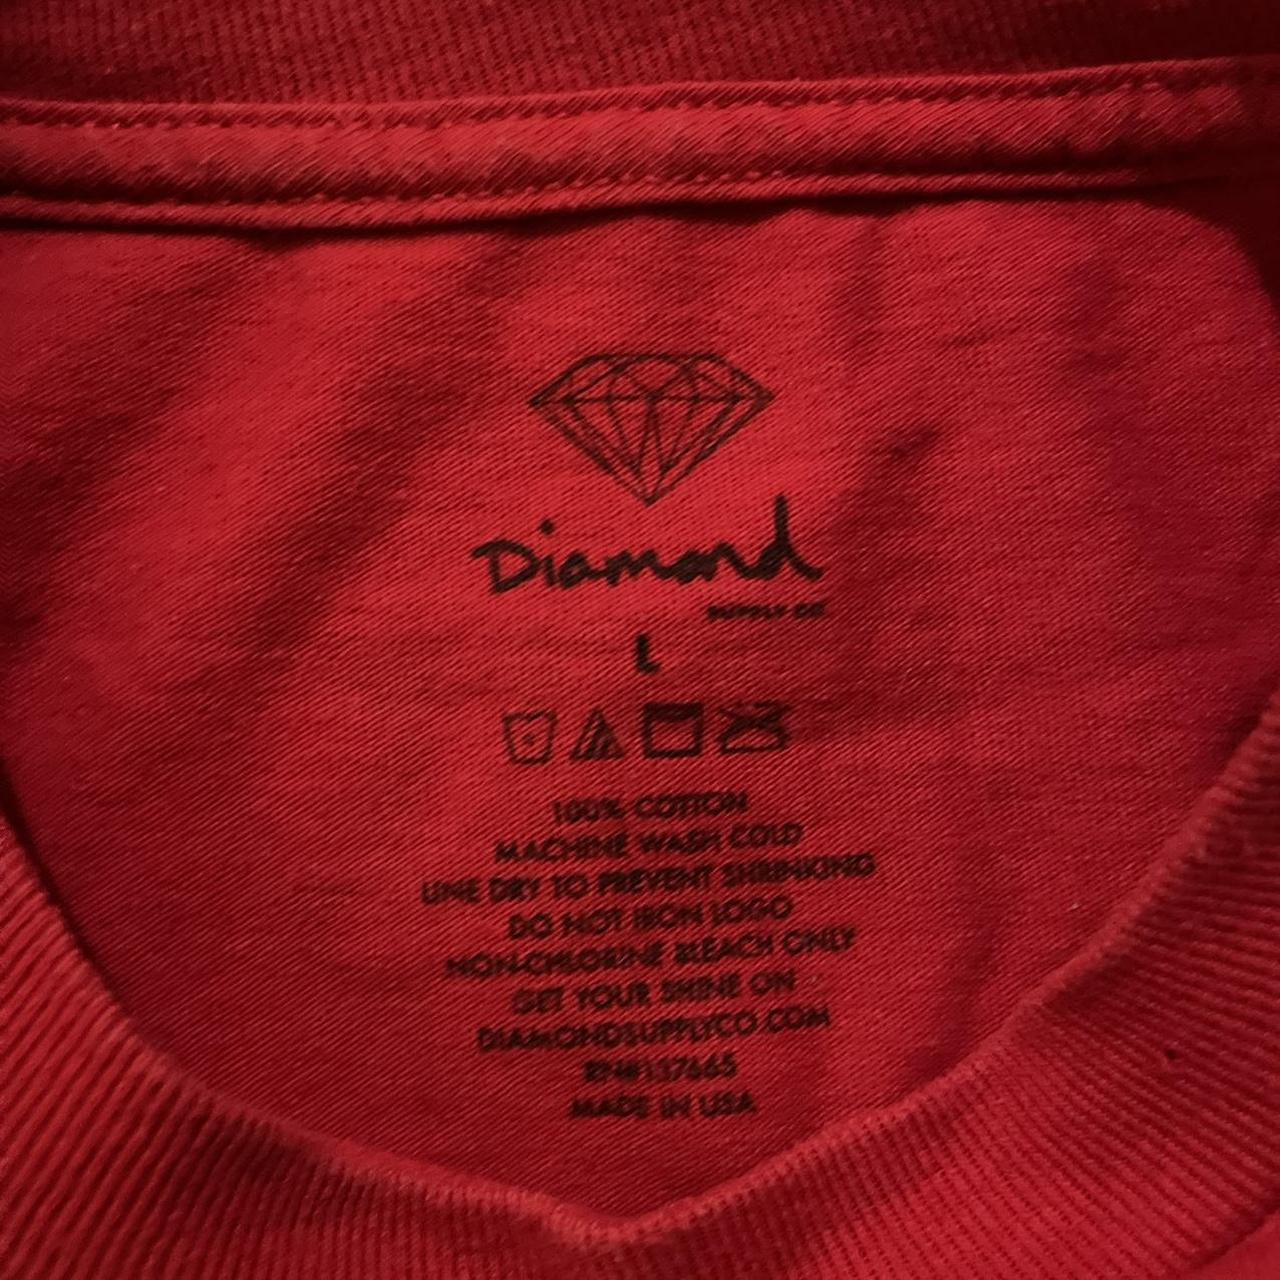 Diamond
SUPPLY CO
L
100% COTTON
MACHINE WASH COLD
LINE DRY TO PREVENT SHRINKING
DO NOT IRON LOGO
NON-CHLORINE BLEACH ONLY
GET YOUR SHINE ON
DIAMONDSUPPLYCO.COM
RN#137665
MADE IN USA